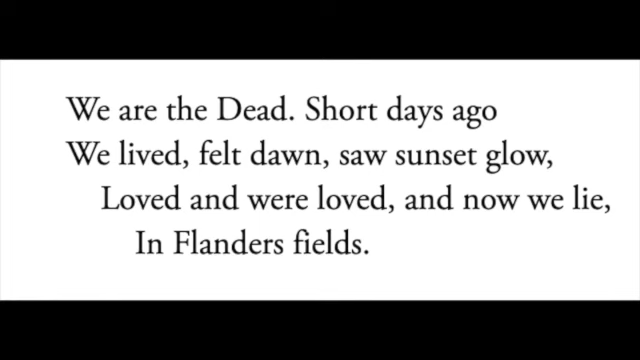 We are the Dead. Short days ago
We lived, felt dawn, saw sunset glow,
Loved and were loved, and now we lie,
In Flanders fields.